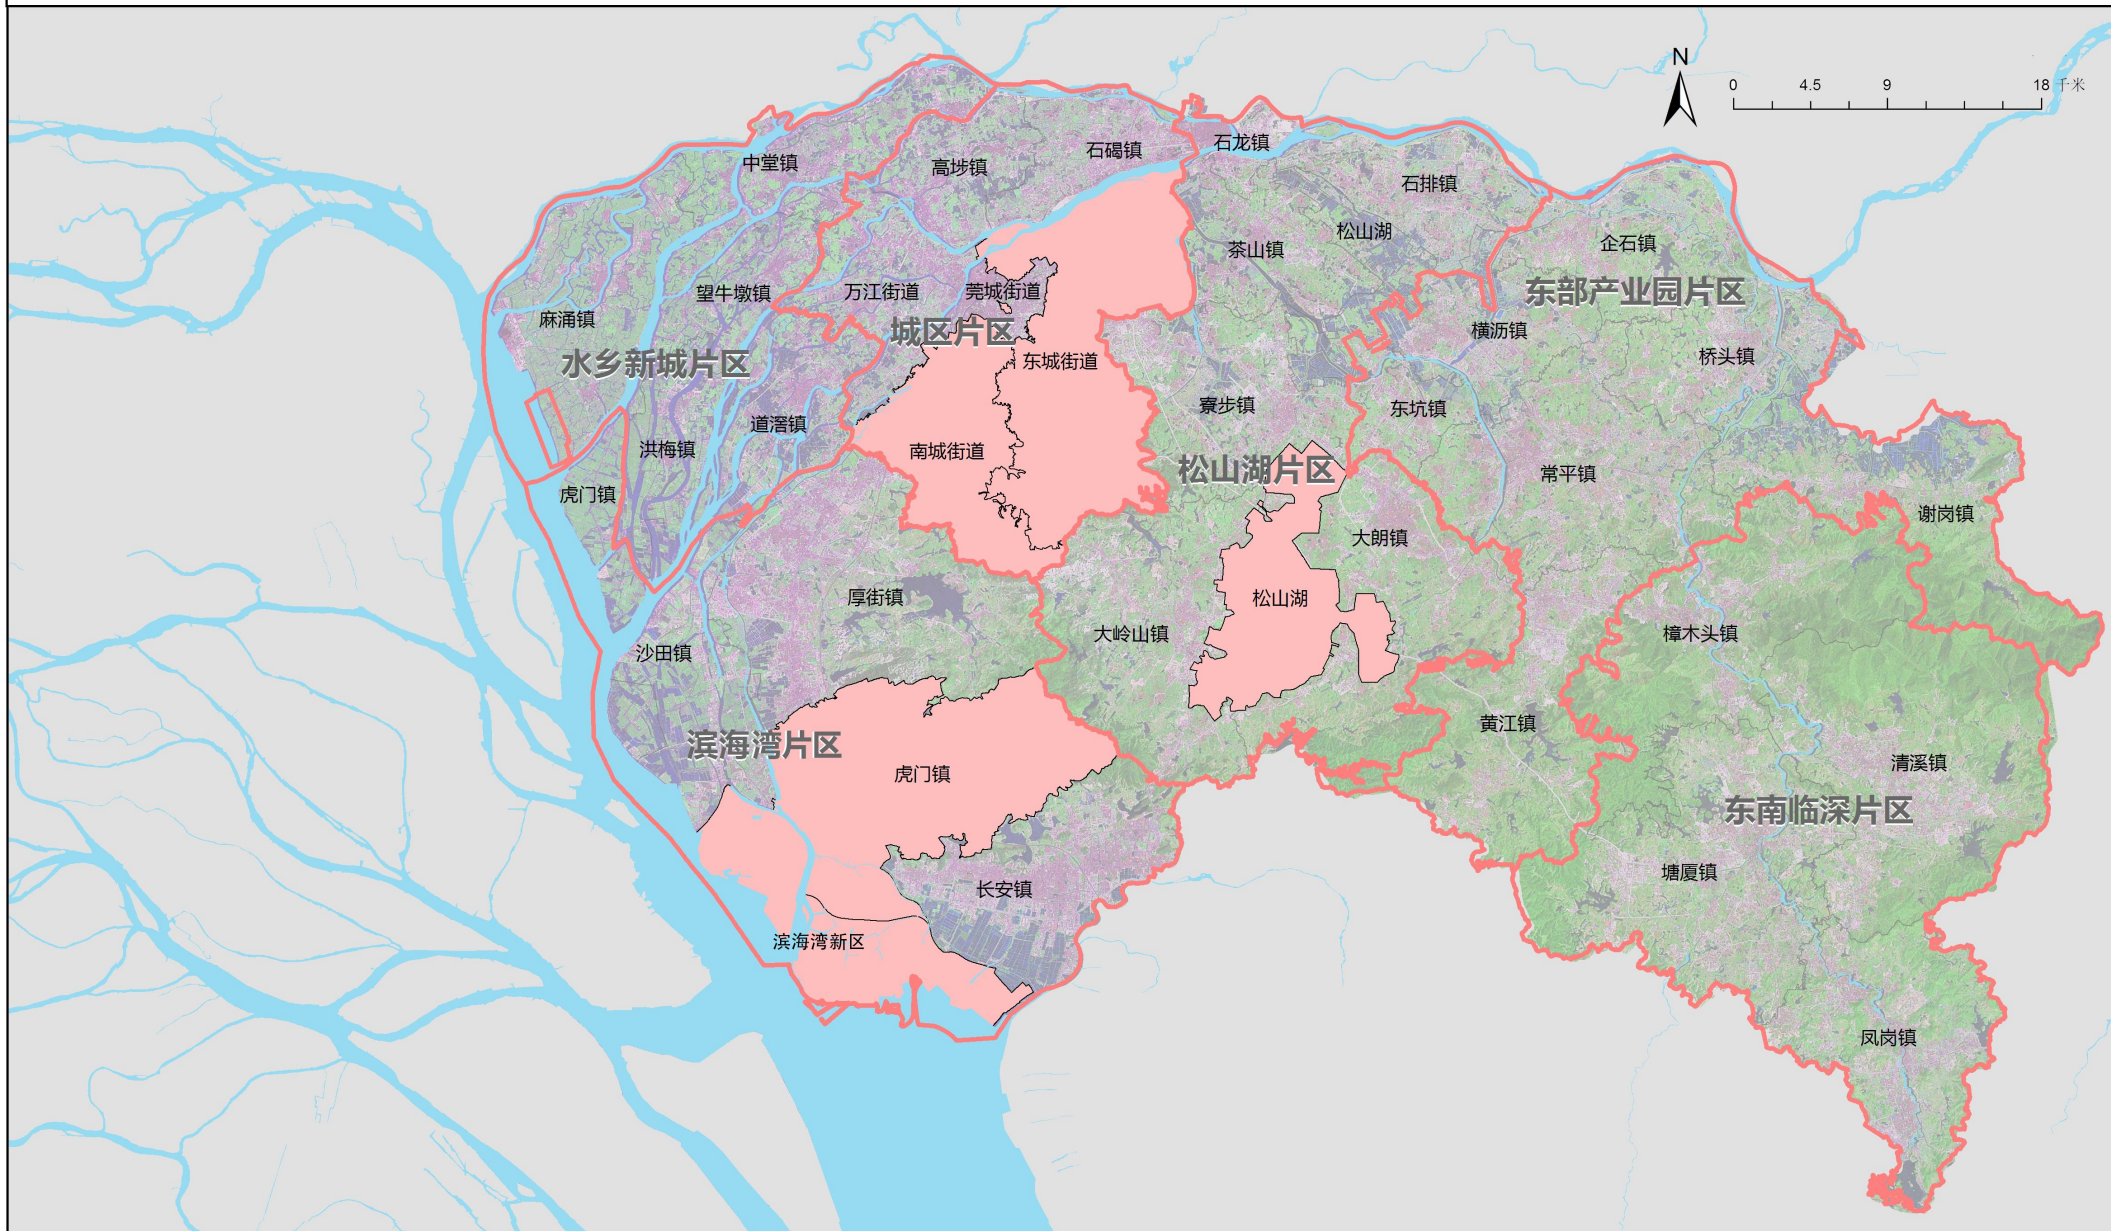 N
0 4.5 9 18 千米
中堂镇
高埗镇
石碣镇
石龙镇
石排镇
松山湖
茶山镇
企石镇
东部产业园片区
望牛墩镇
万江街道
莞城街道
麻涌镇
城区片区
横沥镇
水乡新城片区
东城街道
桥头镇
寮步镇
东坑镇
道滘镇
洪梅镇
南城街道
松山湖片区
常平镇
虎门镇
谢岗镇
大朗镇
厚街镇
松山湖
大岭山镇
樟木头镇
沙田镇
黄江镇
滨海湾片区
虎门镇
清溪镇
东南临深片区
塘厦镇
长安镇
滨海湾新区
凤岗镇